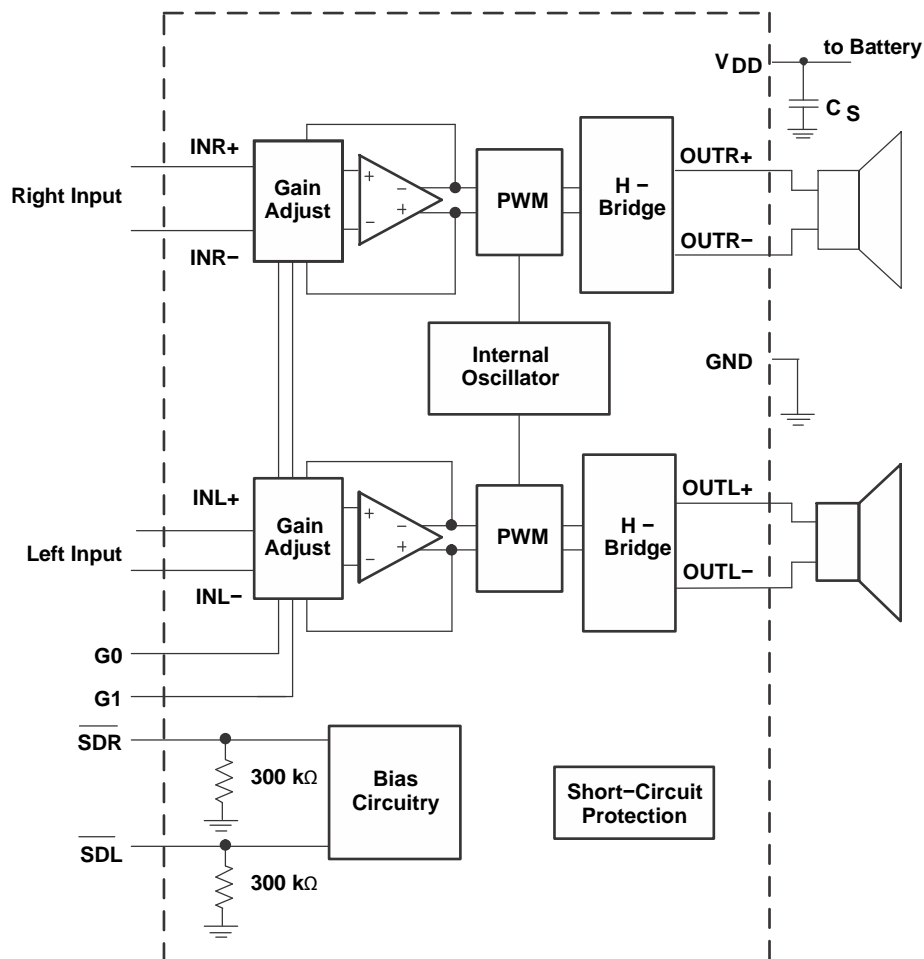 to Battery
VDD
CS
INR+
OUTR+
Right Input
Gain
Adjust
+
−
+
−
PWM
H −
Bridge
INR−
OUTR−
Internal
Oscillator
GND
INL+
OUTL+
Left Input
Gain
Adjust
+
−
+
−
PWM
H −
Bridge
INL−
OUTL−
G0
G1
SDR
300 kΩ
Bias
Circuitry
Short−Circuit
Protection
SDL
300 kΩ